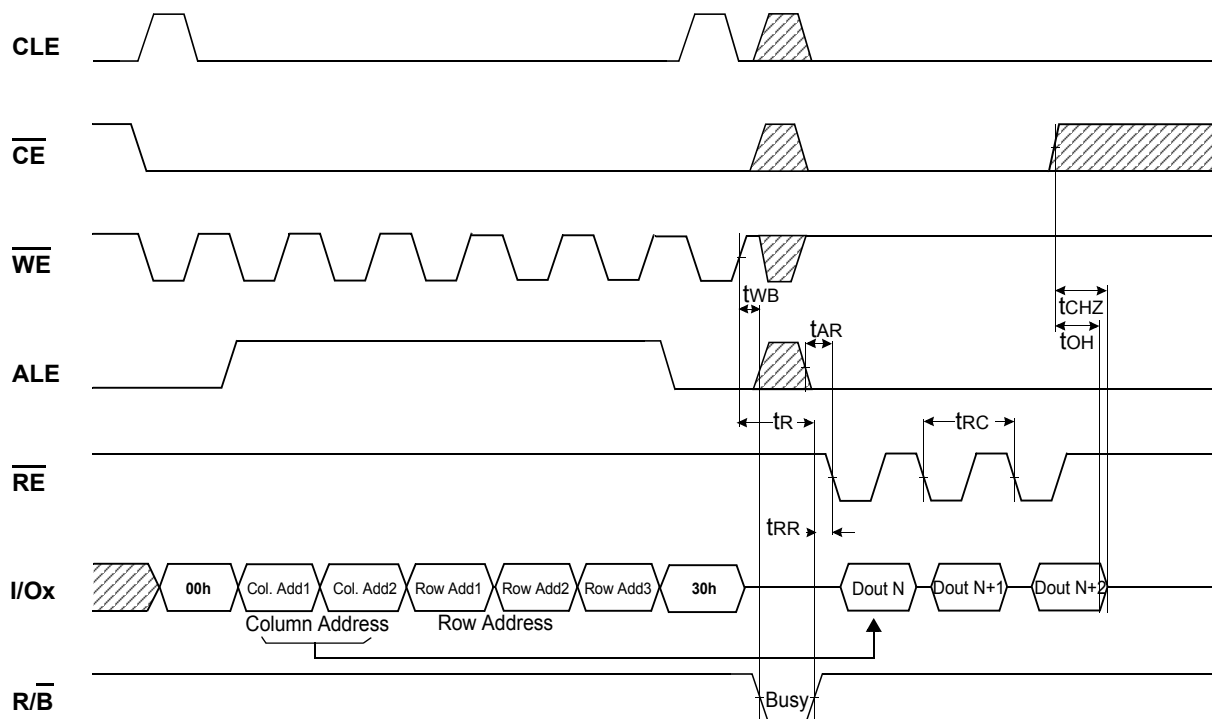 CLE
CE
WE
tWB
tCHZ
tAR
tOH
ALE
tR
tRC
RE
tRR
I/Ox
00h
Col. Add1
Col. Add2
Row Add1
Row Add2
Row Add3
30h
Dout N
Dout N+1
Dout N+2
Column Address
Row Address
R/B
Busy